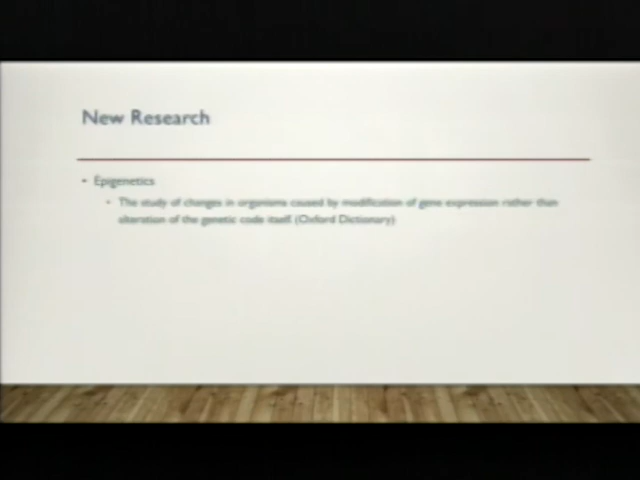 New Research
• Epigenetics
• The study of changes in organisms caused by modification of gene expression rather than
alteration of the genetic code itself. (Oxford Dictionary)